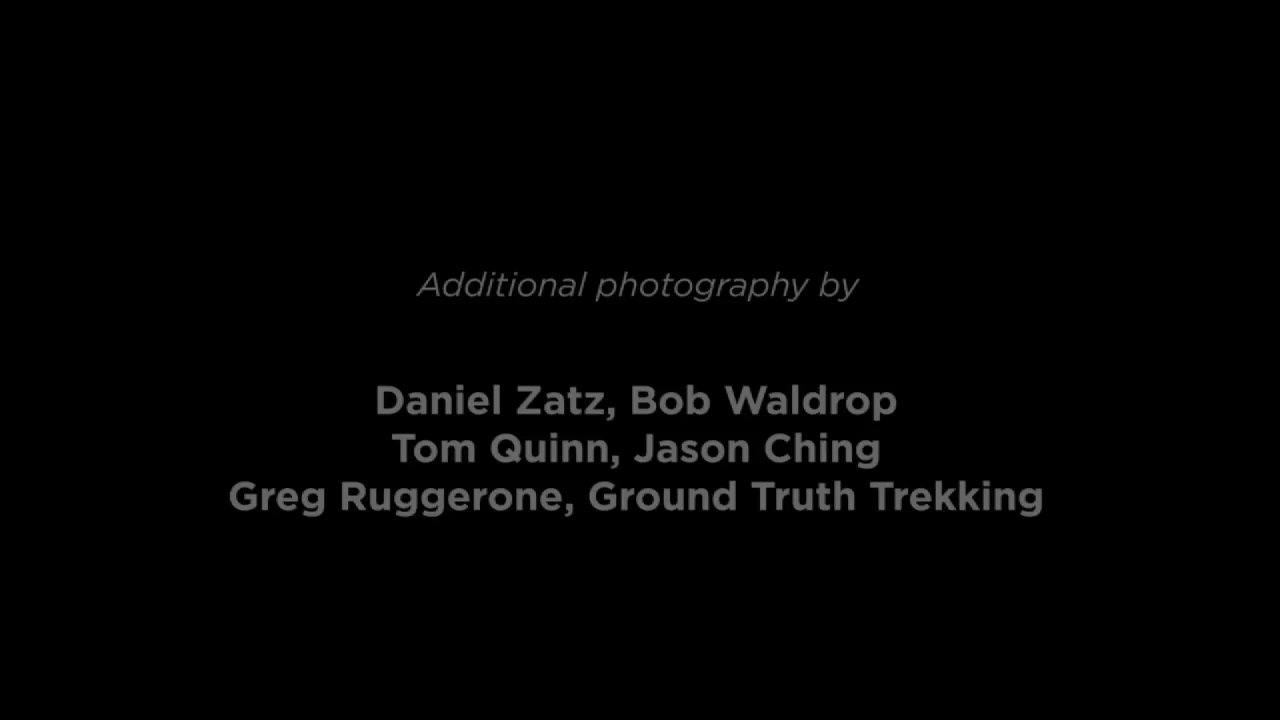 Additional photography by
Daniel Zatz, Bob Waldrop
Tom Quinn, Jason Ching
Greg Ruggerone, Ground Truth Trekking